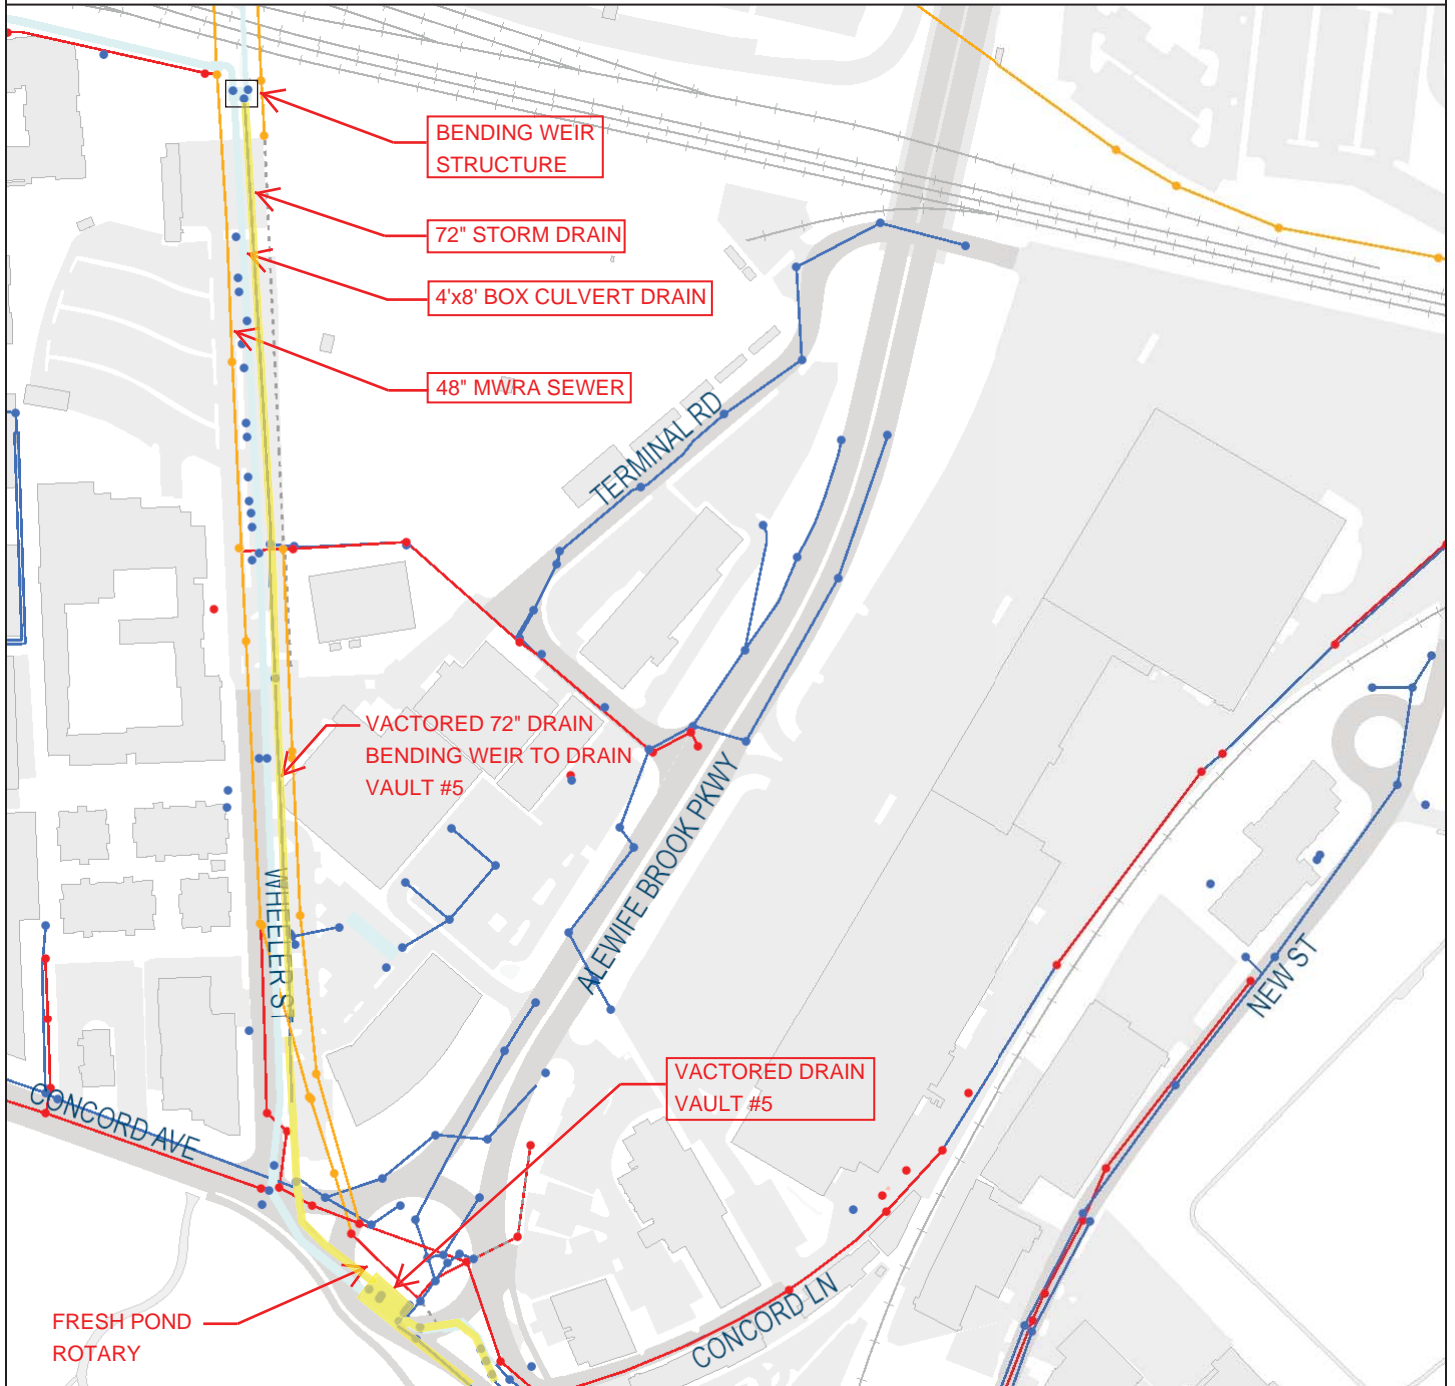 BENDING WEIR
STRUCTURE
72" STORM DRAIN
4'x8' BOX CULVERT DRAIN
48" MWRA SEWER
TERMINAL RD
VACTORED 72" DRAIN
BENDING WEIR TO DRAIN
VAULT #5
WHEELER ST
ALEWIFE BROOK PKWY
NEW ST
VACTORED DRAIN
VAULT #5
CONCORD AVE
CONCORD LN
FRESH POND
ROTARY